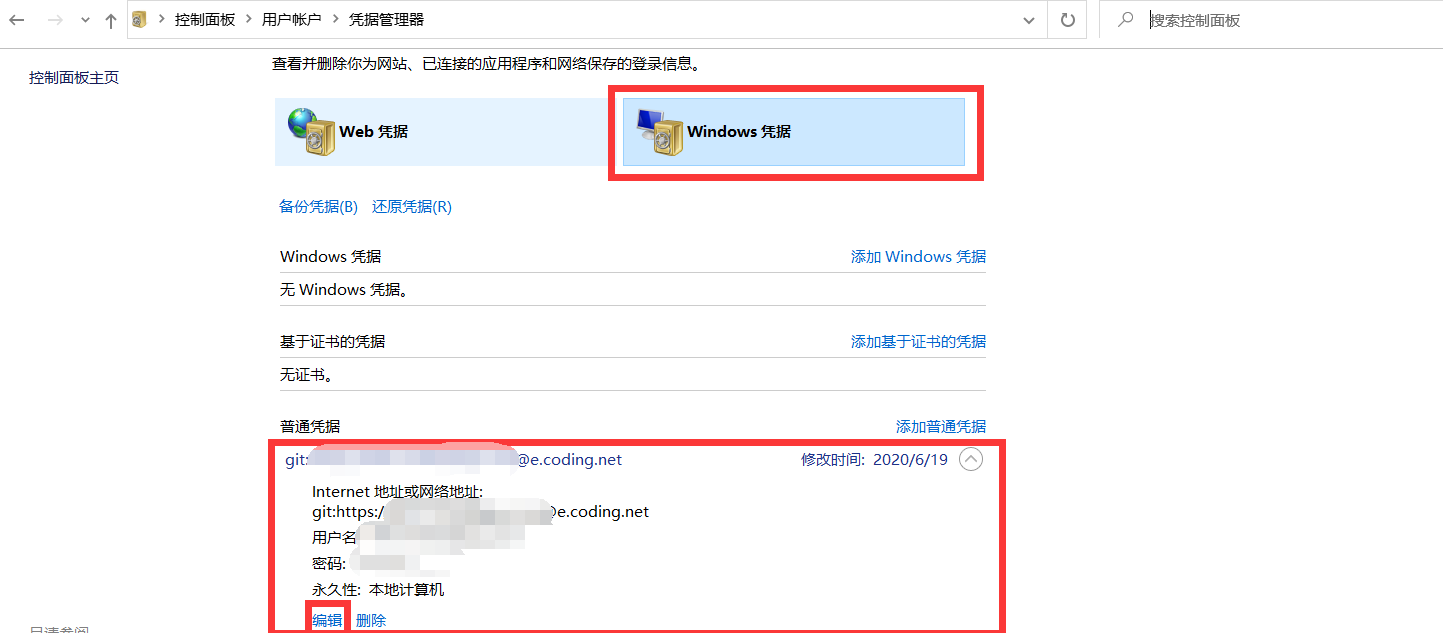 控制面板 > 用户帐户 > 凭据管理器
搜索控制面板
控制面板主页
查看并删除你为网站、已连接的应用程序和网络保存的登录信息。
Web 凭据
Windows 凭据
备份凭据(B) 还原凭据(R)
Windows 凭据 添加 Windows 凭据
无 Windows 凭据。
基于证书的凭据 添加基于证书的凭据
无证书。
普通凭据 添加普通凭据
git: @e.coding.net 修改时间: 2020/6/19
Internet 地址或网络地址:
git:https:/ @e.coding.net
用户名
密码:
永久性: 本地计算机
编辑 删除
另请参阅